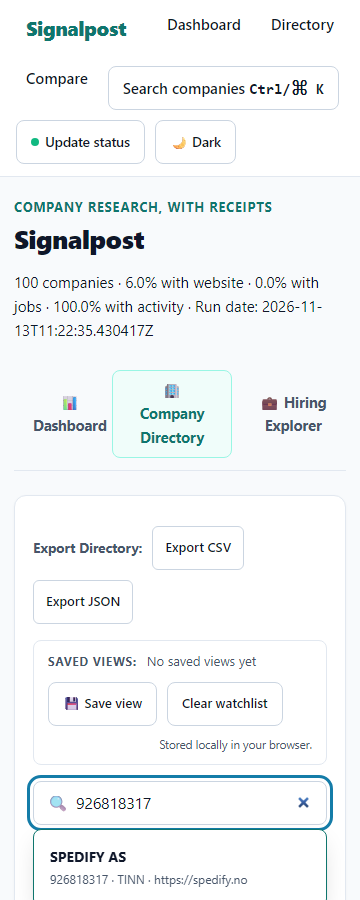 Signalpost Dashboard Directory
Compare Search companies Ctrl/⌘ K
Update status 🌙 Dark
COMPANY RESEARCH, WITH RECEIPTS
Signalpost
100 companies · 6.0% with website · 0.0% with
jobs · 100.0% with activity · Run date: 2026-11-
13T11:22:35.430417Z
📊 Dashboard
🏢 Company Directory
💼 Hiring Explorer
Export Directory: Export CSV
Export JSON
SAVED VIEWS: No saved views yet
💾 Save view Clear watchlist
Stored locally in your browser.
🔍 926818317 ✕
SPEDIFY AS
926818317 · TINN · https://spedify.no